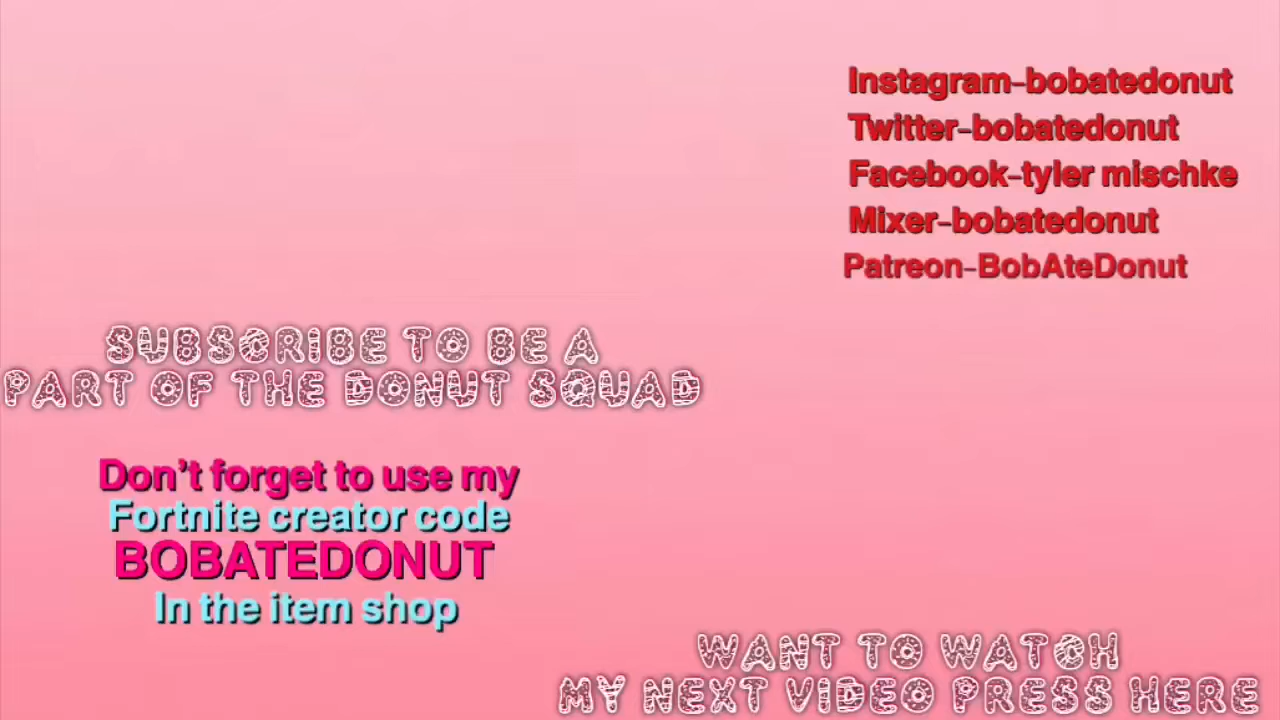 Instagram-bobatedonut
Twitter-bobatedonut
Facebook-tyler mischke
Mixer-bobatedonut
Patreon-BobAteDonut
SUBSCRIBE TO BE A
PART OF THE DONUT SQUAD
Don't forget to use my
Fortnite creator code
BOBATEDONUT
In the item shop
WANT TO WATCH
MY NEXT VIDEO PRESS HERE